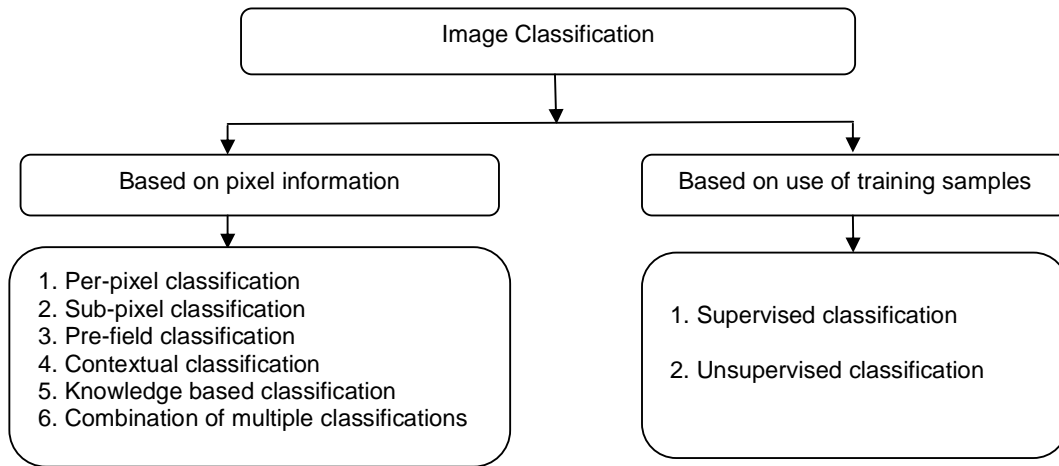 Image Classification
Based on pixel information
Based on use of training samples
1. Per-pixel classification
2. Sub-pixel classification
3. Pre-field classification
4. Contextual classification
5. Knowledge based classification
6. Combination of multiple classifications
1. Supervised classification
2. Unsupervised classification